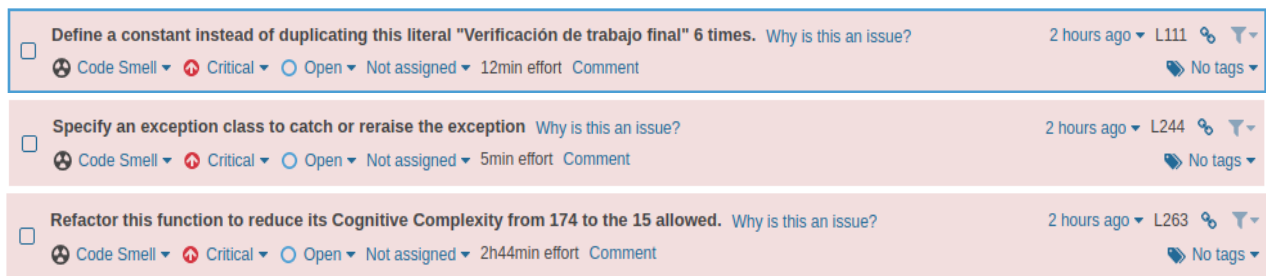 Define a constant instead of duplicating this literal "Verificación de trabajo final" 6 times. Why is this an issue? 2 hours ago L111
Code Smell Critical Open Not assigned 12min effort Comment No tags
Specify an exception class to catch or reraise the exception Why is this an issue? 2 hours ago L244
Code Smell Critical Open Not assigned 5min effort Comment No tags
Refactor this function to reduce its Cognitive Complexity from 174 to the 15 allowed. Why is this an issue? 2 hours ago L263
Code Smell Critical Open Not assigned 2h44min effort Comment No tags